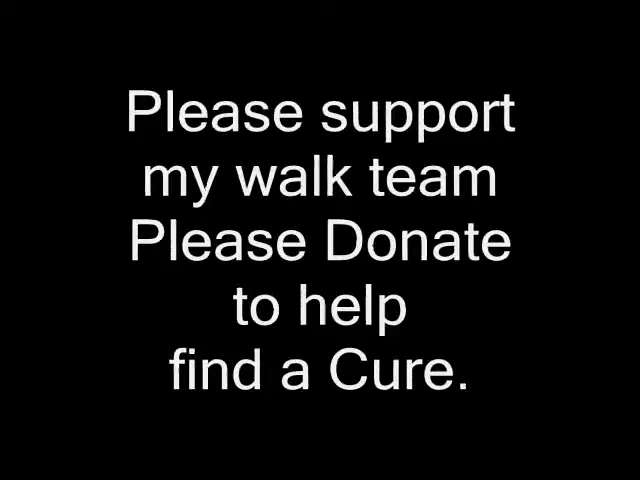 Please support
my walk team
Please Donate
to help
find a Cure.